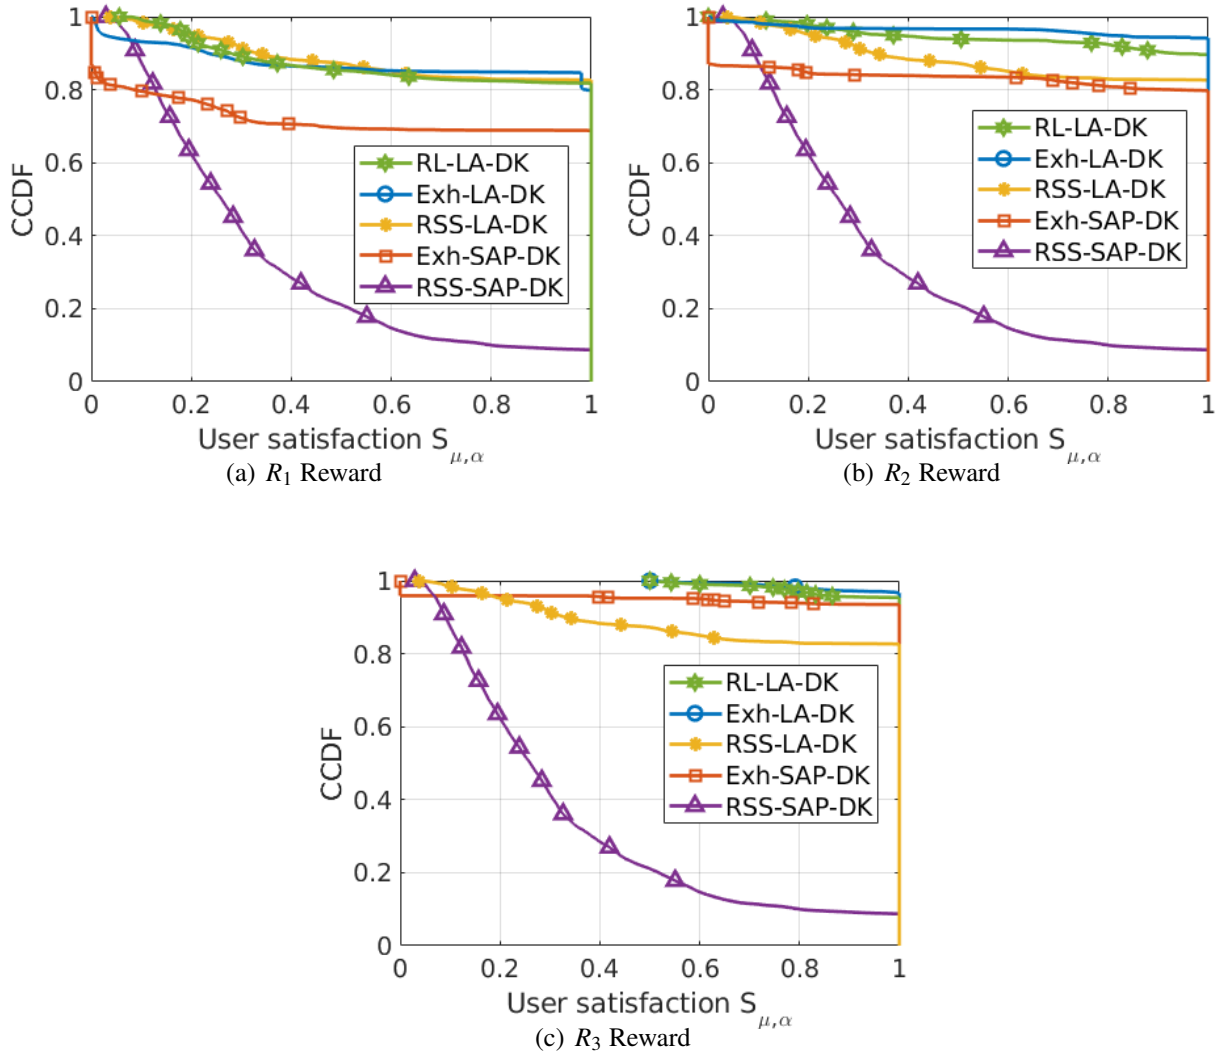 1
0.8
0.6
0.4
0.2
0
CCDF
0 0.2 0.4 0.6 0.8 1
User satisfaction S_{μ,α}
RL-LA-DK
Exh-LA-DK
RSS-LA-DK
Exh-SAP-DK
RSS-SAP-DK
(a) R₁ Reward
1
0.8
0.6
0.4
0.2
0
CCDF
0 0.2 0.4 0.6 0.8 1
User satisfaction S_{μ,α}
RL-LA-DK
Exh-LA-DK
RSS-LA-DK
Exh-SAP-DK
RSS-SAP-DK
(b) R₂ Reward
1
0.8
0.6
0.4
0.2
0
CCDF
0 0.2 0.4 0.6 0.8 1
User satisfaction S_{μ,α}
RL-LA-DK
Exh-LA-DK
RSS-LA-DK
Exh-SAP-DK
RSS-SAP-DK
(c) R₃ Reward